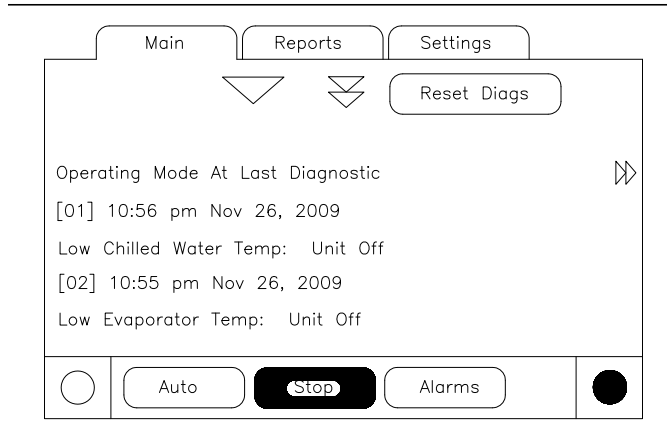 Main Reports Settings
Reset Diags
Operating Mode At Last Diagnostic
[01] 10:56 pm Nov 26, 2009
Low Chilled Water Temp: Unit Off
[02] 10:55 pm Nov 26, 2009
Low Evaporator Temp: Unit Off
Auto Stop Alarms